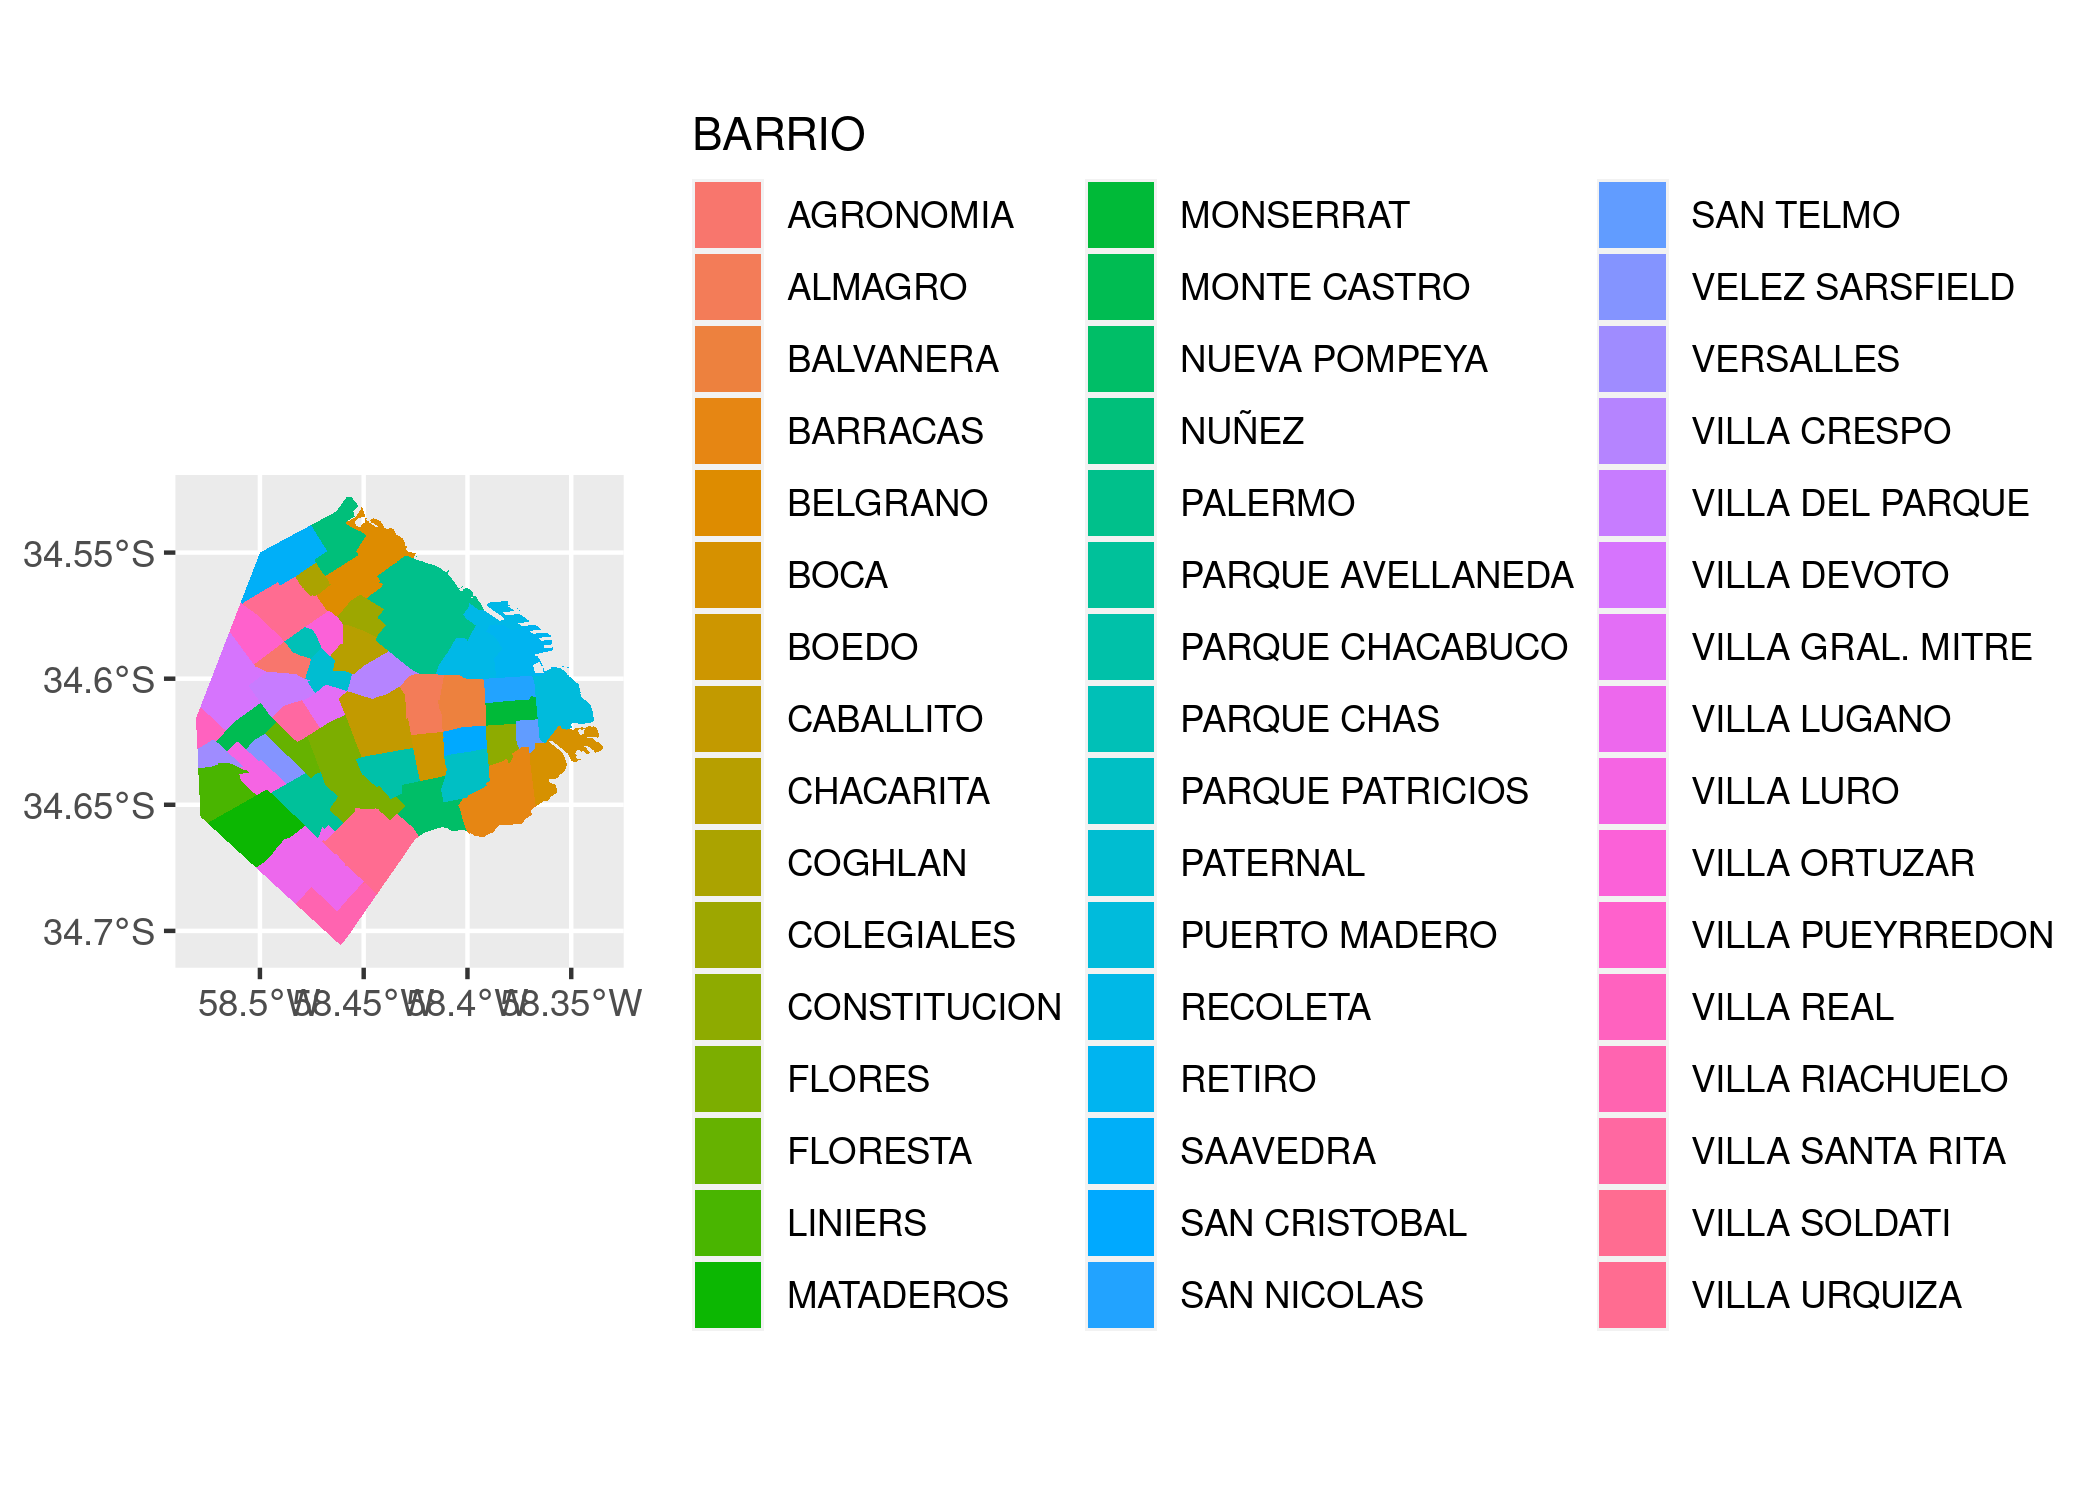 BARRIO
AGRONOMIA
ALMAGRO
BALVANERA
BARRACAS
BELGRANO
BOCA
BOEDO
CABALLITO
CHACARITA
COGHLAN
COLEGIALES
CONSTITUCION
FLORES
FLORESTA
LINIERS
MATADEROS
MONSERRAT
MONTE CASTRO
NUEVA POMPEYA
NUÑEZ
PALERMO
PARQUE AVELLANEDA
PARQUE CHACABUCO
PARQUE CHAS
PARQUE PATRICIOS
PATERNAL
PUERTO MADERO
RECOLETA
RETIRO
SAAVEDRA
SAN CRISTOBAL
SAN NICOLAS
SAN TELMO
VELEZ SARSFIELD
VERSALLES
VILLA CRESPO
VILLA DEL PARQUE
VILLA DEVOTO
VILLA GRAL. MITRE
VILLA LUGANO
VILLA LURO
VILLA ORTUZAR
VILLA PUEYRREDON
VILLA REAL
VILLA RIACHUELO
VILLA SANTA RITA
VILLA SOLDATI
VILLA URQUIZA
34.55°S
34.6°S
34.65°S
34.7°S
58.5°W 58.45°W 58.4°W 58.35°W